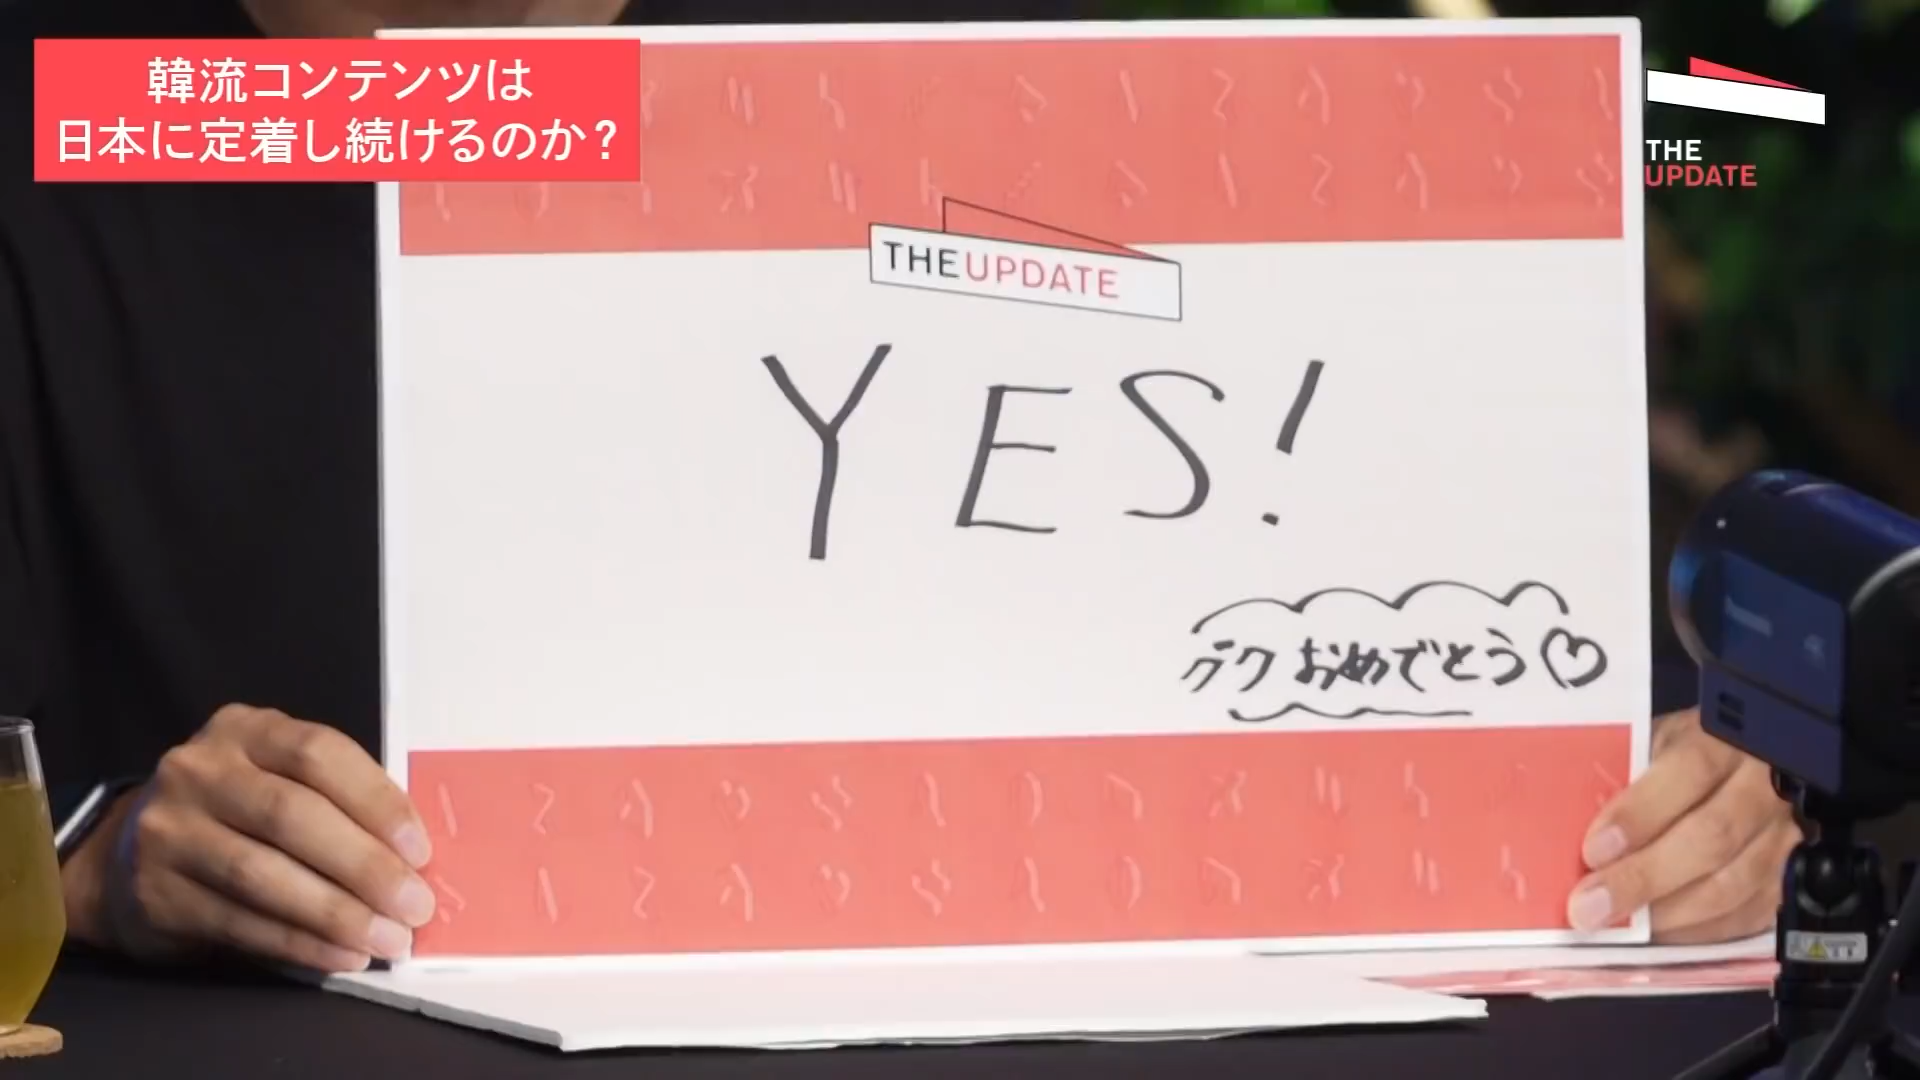 韓流コンテンツは
日本に定着し続けるのか？
THE
UPDATE
THE UPDATE
YES!
グク おめでとう♡